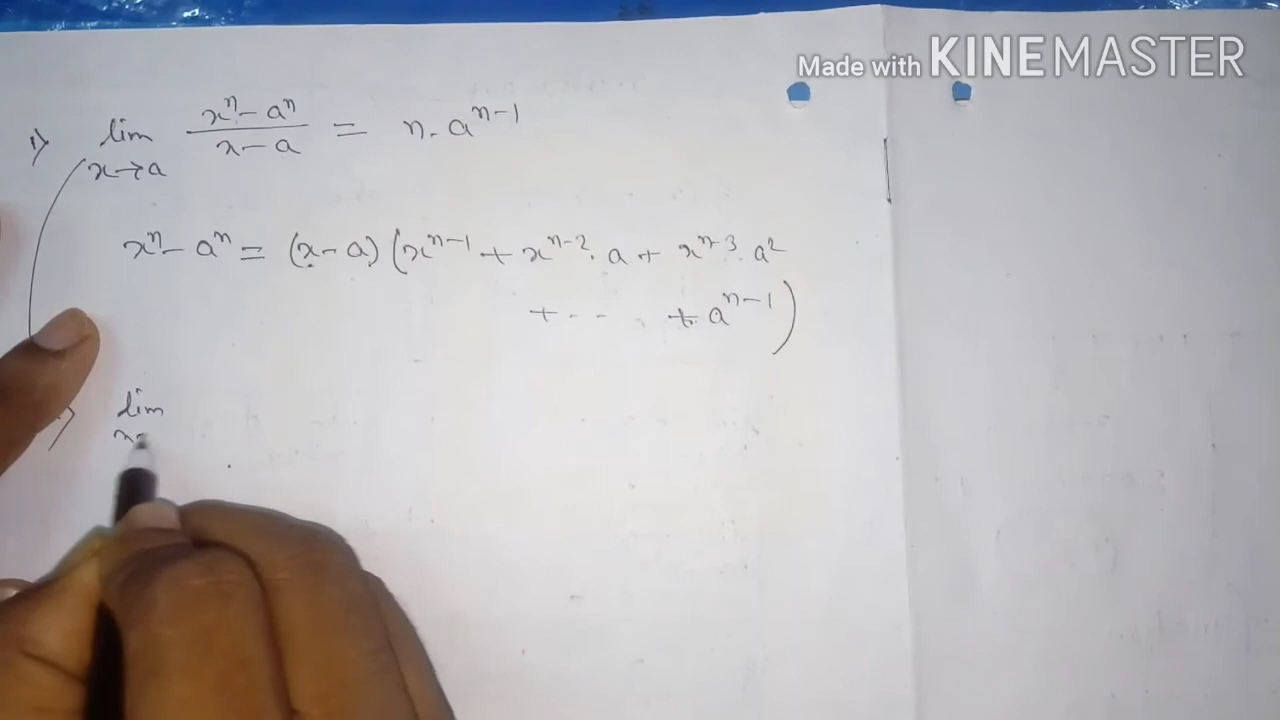 Made with KINEMASTER
1) lim x→a (xⁿ - aⁿ)/(x - a) = n·aⁿ⁻¹
xⁿ - aⁿ = (x - a)(xⁿ⁻¹ + xⁿ⁻²·a + xⁿ⁻³·a²
+ - - + aⁿ⁻¹)
lim
x